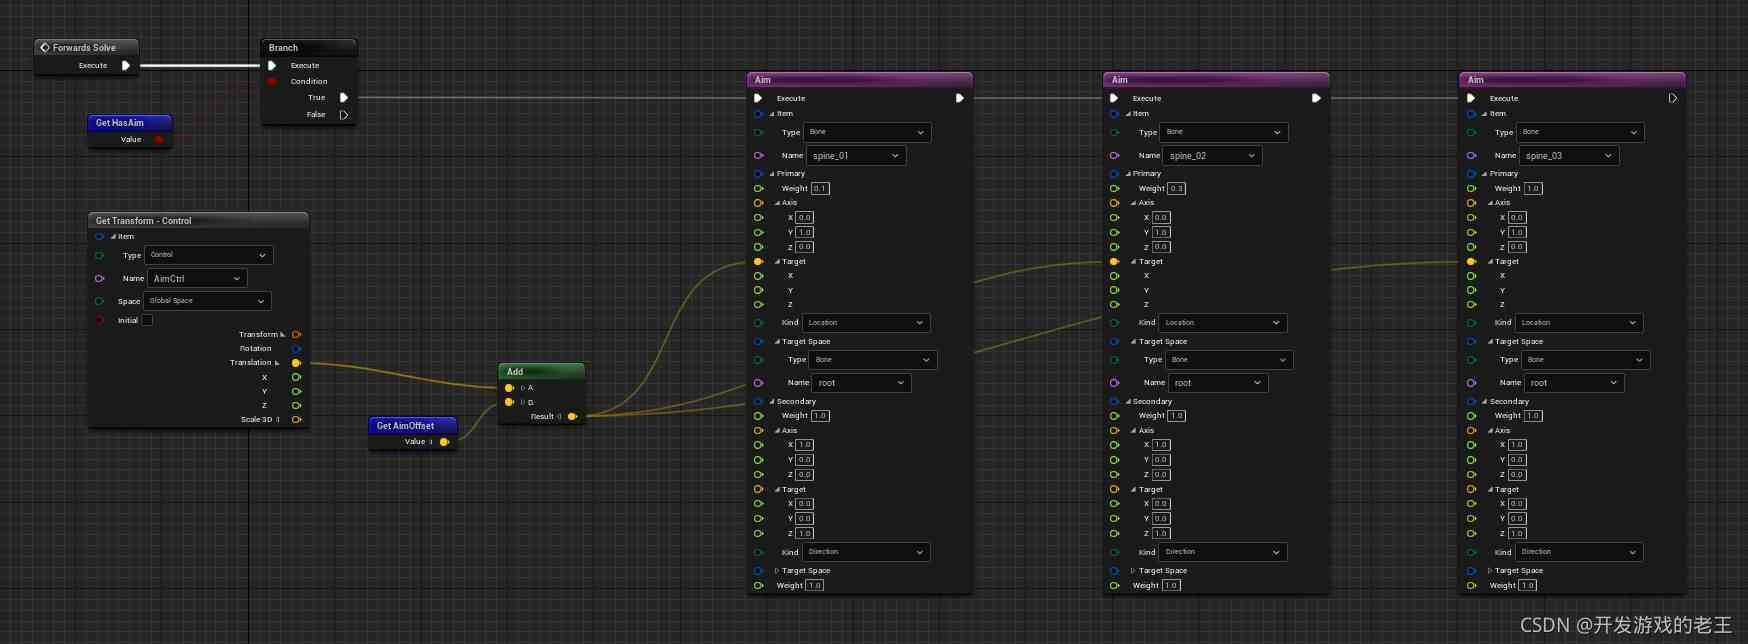 Forwards Solve
Execute
Branch
Execute
Condition
True
False
Get HasAim
Value
Get Transform - Control
Item
Type Control
Name AimCtrl
Space Global Space
Initial
Transform
Rotation
Translation
X
Y
Z
Scale 3D
Get AimOffset
Value
Add
A
B
Result
Aim
Execute
Item
Type Bone
Name spine_01
Primary
Weight 0.1
Axis
X 0.0
Y 1.0
Z 0.0
Target
X
Y
Z
Kind Location
Target Space
Type Bone
Name root
Secondary
Weight 1.0
Axis
X 1.0
Y 0.0
Z 0.0
Target
X 0.0
Y 0.0
Z 1.0
Kind Direction
Target Space
Weight 1.0
Aim
Execute
Item
Type Bone
Name spine_02
Primary
Weight 0.3
Axis
X 0.0
Y 1.0
Z 0.0
Target
X
Y
Z
Kind Location
Target Space
Type Bone
Name root
Secondary
Weight 1.0
Axis
X 1.0
Y 0.0
Z 0.0
Target
X 0.0
Y 0.0
Z 1.0
Kind Direction
Target Space
Weight 1.0
Aim
Execute
Item
Type Bone
Name spine_03
Primary
Weight 1.0
Axis
X 0.0
Y 1.0
Z 0.0
Target
X
Y
Z
Kind Location
Target Space
Type Bone
Name root
Secondary
Weight 1.0
Axis
X 1.0
Y 0.0
Z 0.0
Target
X 0.0
Y 0.0
Z 1.0
Kind Direction
Target Space
Weight 1.0
CSDN @开发游戏的老王